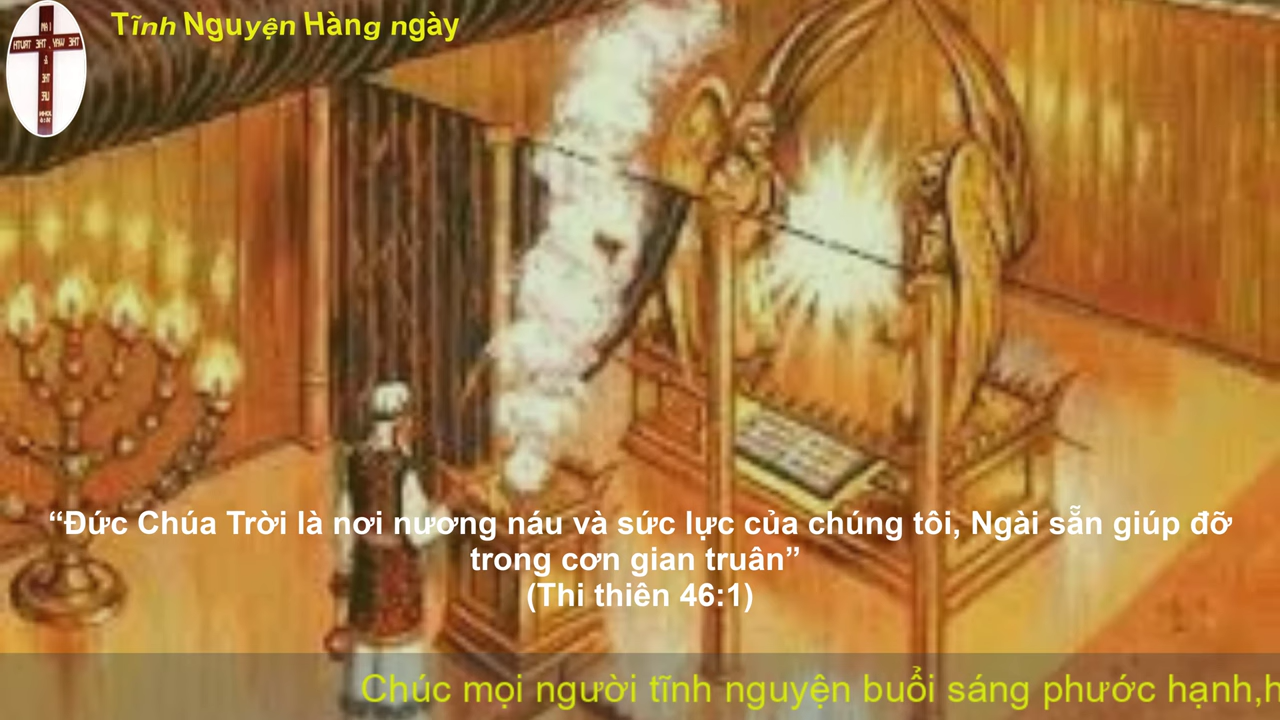 Tĩnh Nguyện Hàng ngày
“Đức Chúa Trời là nơi nương náu và sức lực của chúng tôi, Ngài sẵn giúp đỡ
trong cơn gian truân”
(Thi thiên 46:1)
Chúc mọi người tĩnh nguyện buổi sáng phước hạnh,h